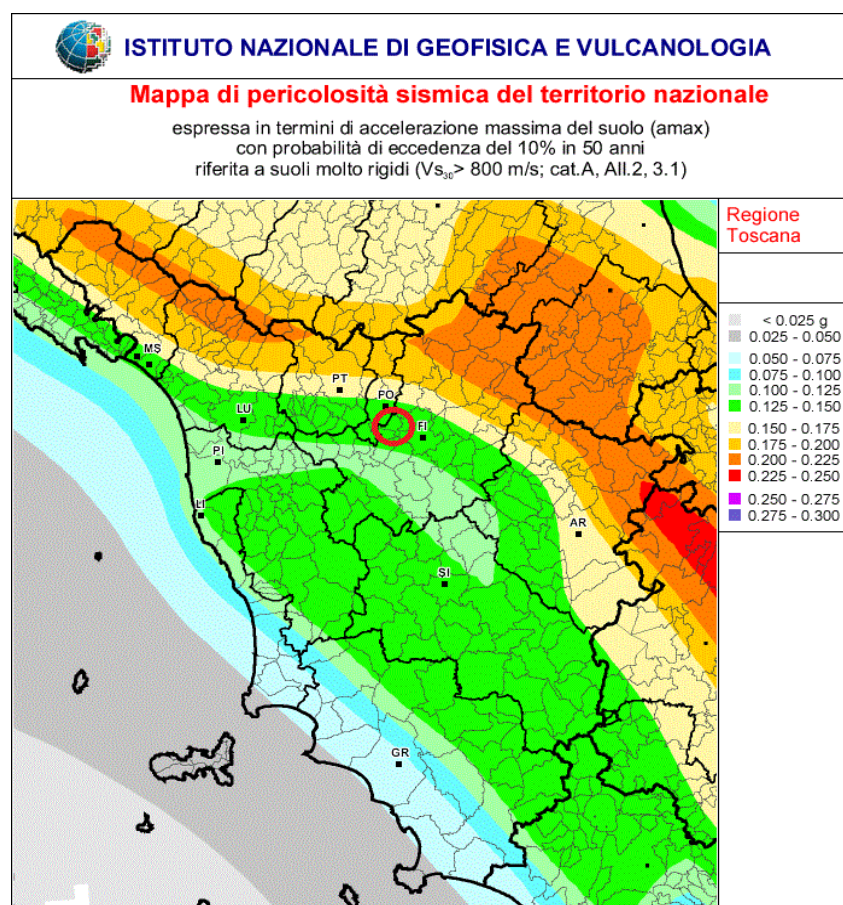 ISTITUTO NAZIONALE DI GEOFISICA E VULCANOLOGIA
Mappa di pericolosità sismica del territorio nazionale
espressa in termini di accelerazione massima del suolo (amax)
con probabilità di eccedenza del 10% in 50 anni
riferita a suoli molto rigidi (Vs₃₀> 800 m/s; cat.A, All.2, 3.1)
Regione
Toscana
< 0.025 g
0.025 - 0.050
0.050 - 0.075
0.075 - 0.100
0.100 - 0.125
0.125 - 0.150
0.150 - 0.175
0.175 - 0.200
0.200 - 0.225
0.225 - 0.250
0.250 - 0.275
0.275 - 0.300
MS
PT
PO
LU
FI
PI
LI
AR
SI
GR